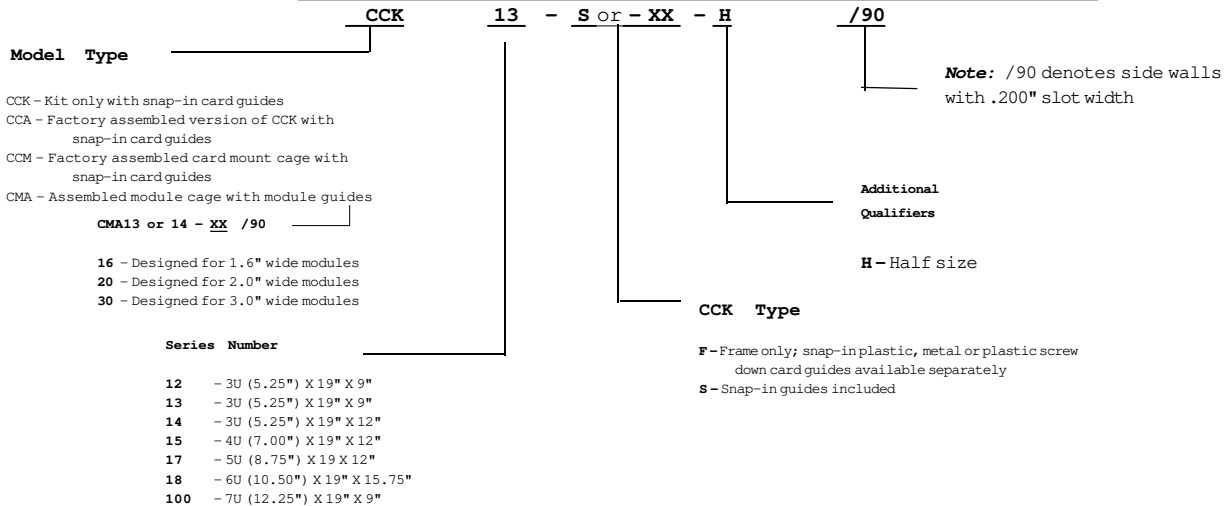 CCK 13 – S or – XX – H /90
Model Type
CCK – Kit only with snap–in card guides
CCA – Factory assembled version of CCK with
snap–in card guides
CCM – Factory assembled card mount cage with
snap–in card guides
CMA – Assembled module cage with module guides
CMA13 or 14 – XX /90
16 – Designed for 1.6" wide modules
20 – Designed for 2.0" wide modules
30 – Designed for 3.0" wide modules
Series Number
12 – 3U (5.25") X 19" X 9"
13 – 3U (5.25") X 19" X 9"
14 – 3U (5.25") X 19" X 12"
15 – 4U (7.00") X 19" X 12"
17 – 5U (8.75") X 19 X 12"
18 – 6U (10.50") X 19" X 15.75"
100 – 7U (12.25") X 19" X 9"
Note: /90 denotes side walls
with .200" slot width
Additional
Qualifiers
H – Half size
CCK Type
F – Frame only; snap–in plastic, metal or plastic screw
down card guides available separately
S – Snap–in guides included